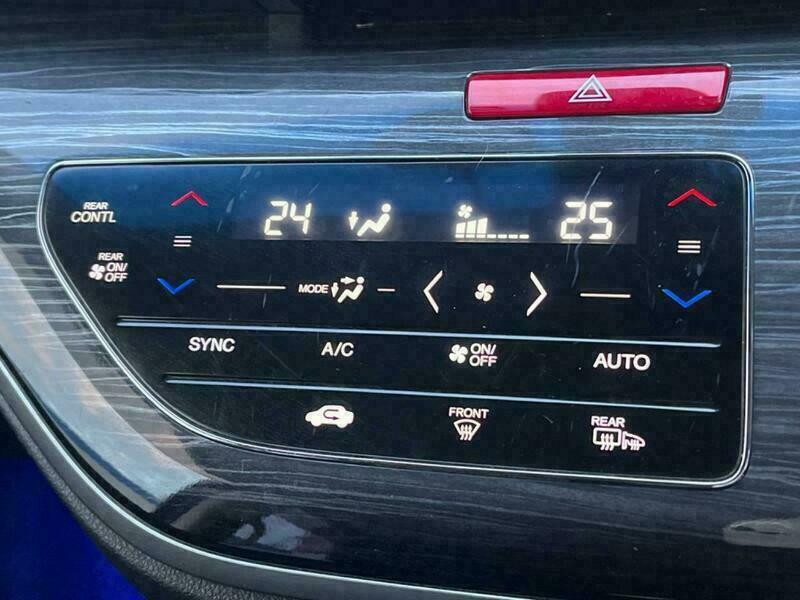 REAR
CONTL
24
25
REAR
ON/
OFF
MODE
SYNC
A/C
ON/
OFF
AUTO
FRONT
REAR